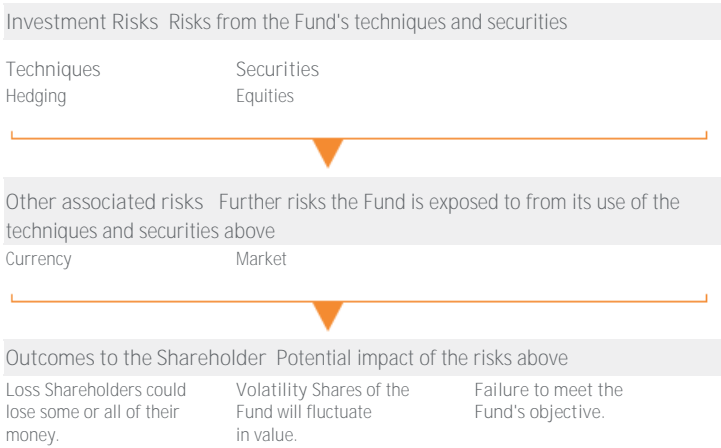 Investment Risks Risks from the Fund's techniques and securities
Techniques Securities
Hedging Equities
Other associated risks Further risks the Fund is exposed to from its use of the
techniques and securities above
Currency Market
Outcomes to the Shareholder Potential impact of the risks above
Loss Shareholders could
lose some or all of their
money.
Volatility Shares of the
Fund will fluctuate
in value.
Failure to meet the
Fund's objective.